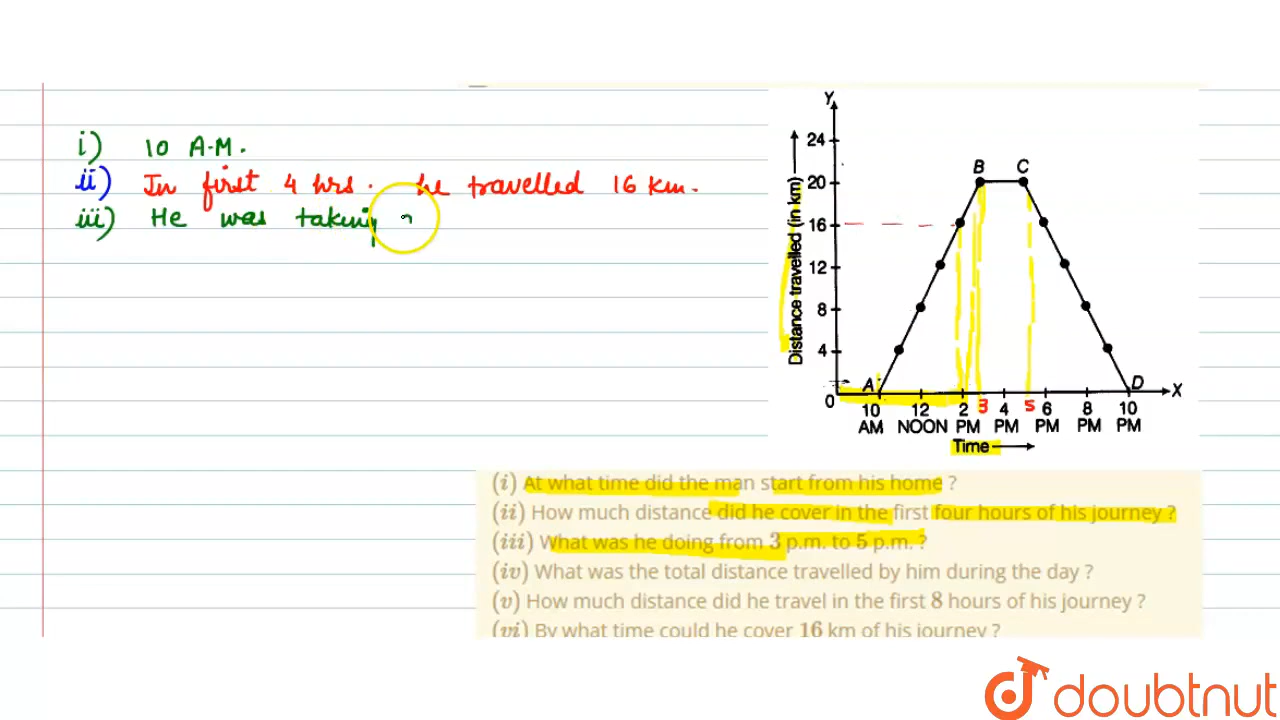 i) 10 A.M.
ii) In first 4 hrs. he travelled 16 km.
iii) He was taking
Y
24
20
16
12
8
4
0
Distance travelled (in km)
A
B
C
D
X
10 12 2 3 4 5 6 8 10
AM NOON PM PM PM PM PM
Time
(i) At what time did the man start from his home ?
(ii) How much distance did he cover in the first four hours of his journey ?
(iii) What was he doing from 3 p.m. to 5 p.m. ?
(iv) What was the total distance travelled by him during the day ?
(v) How much distance did he travel in the first 8 hours of his journey ?
(vi) By what time could he cover 16 km of his journey ?
doubtnut